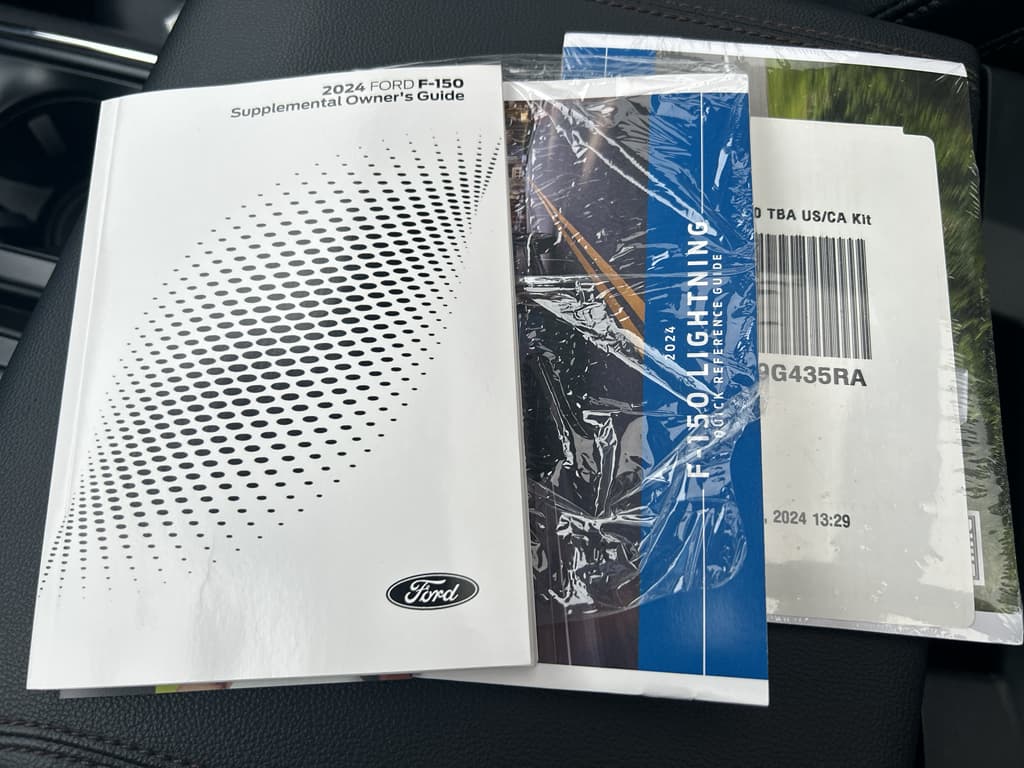 2024 FORD F-150
Supplemental Owner's Guide
Ford
2024
F-150 LIGHTNING
QUICK REFERENCE GUIDE
0 TBA US/CA Kit
9G435RA
, 2024 13:29